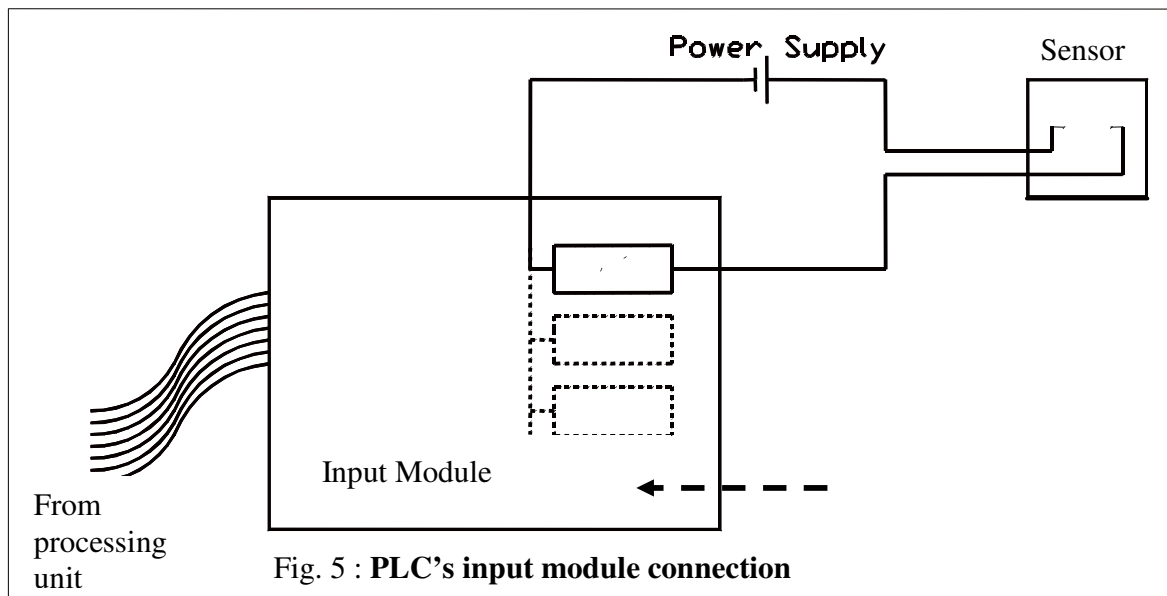 Power Supply
Sensor
Input Module
From
processing
unit
Fig. 5 : PLC’s input module connection